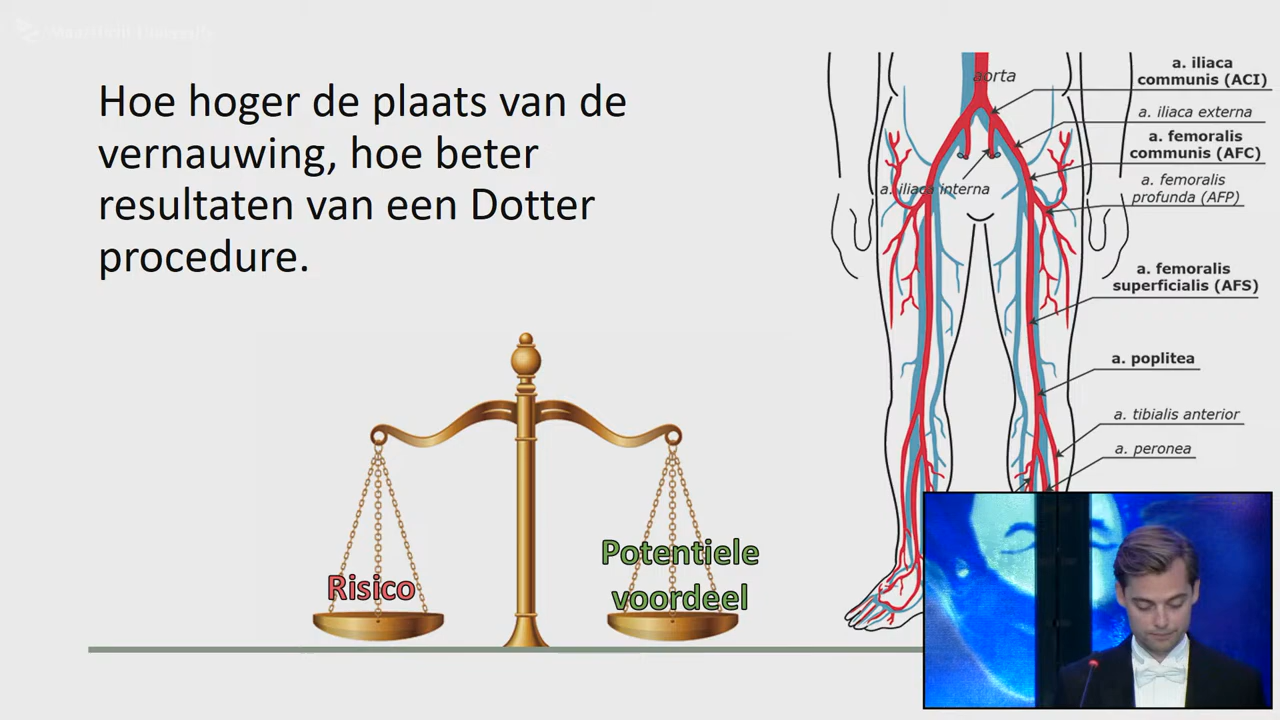 Maastricht University
Hoe hoger de plaats van de
vernauwing, hoe beter
resultaten van een Dotter
procedure.
Risico
Potentiele
voordeel
aorta
a. iliaca
communis (ACI)
a. iliaca externa
a. femoralis
communis (AFC)
a. iliaca interna
a. femoralis
profunda (AFP)
a. femoralis
superficialis (AFS)
a. poplitea
a. tibialis anterior
a. peronea